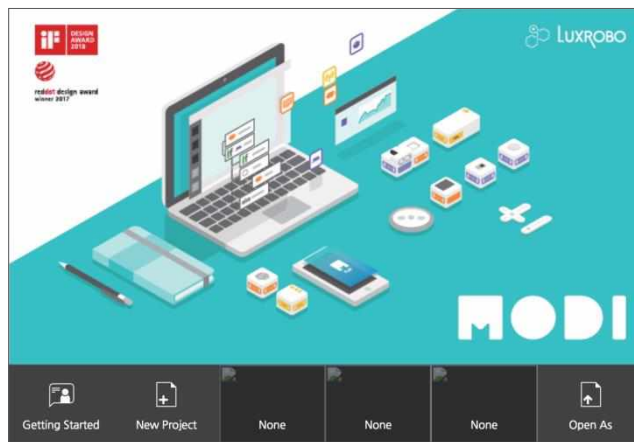 iF
DESIGN
AWARD
2018
LUXROBO
reddot design award
winner 2017
MODI
Getting Started
New Project
None
None
None
Open As